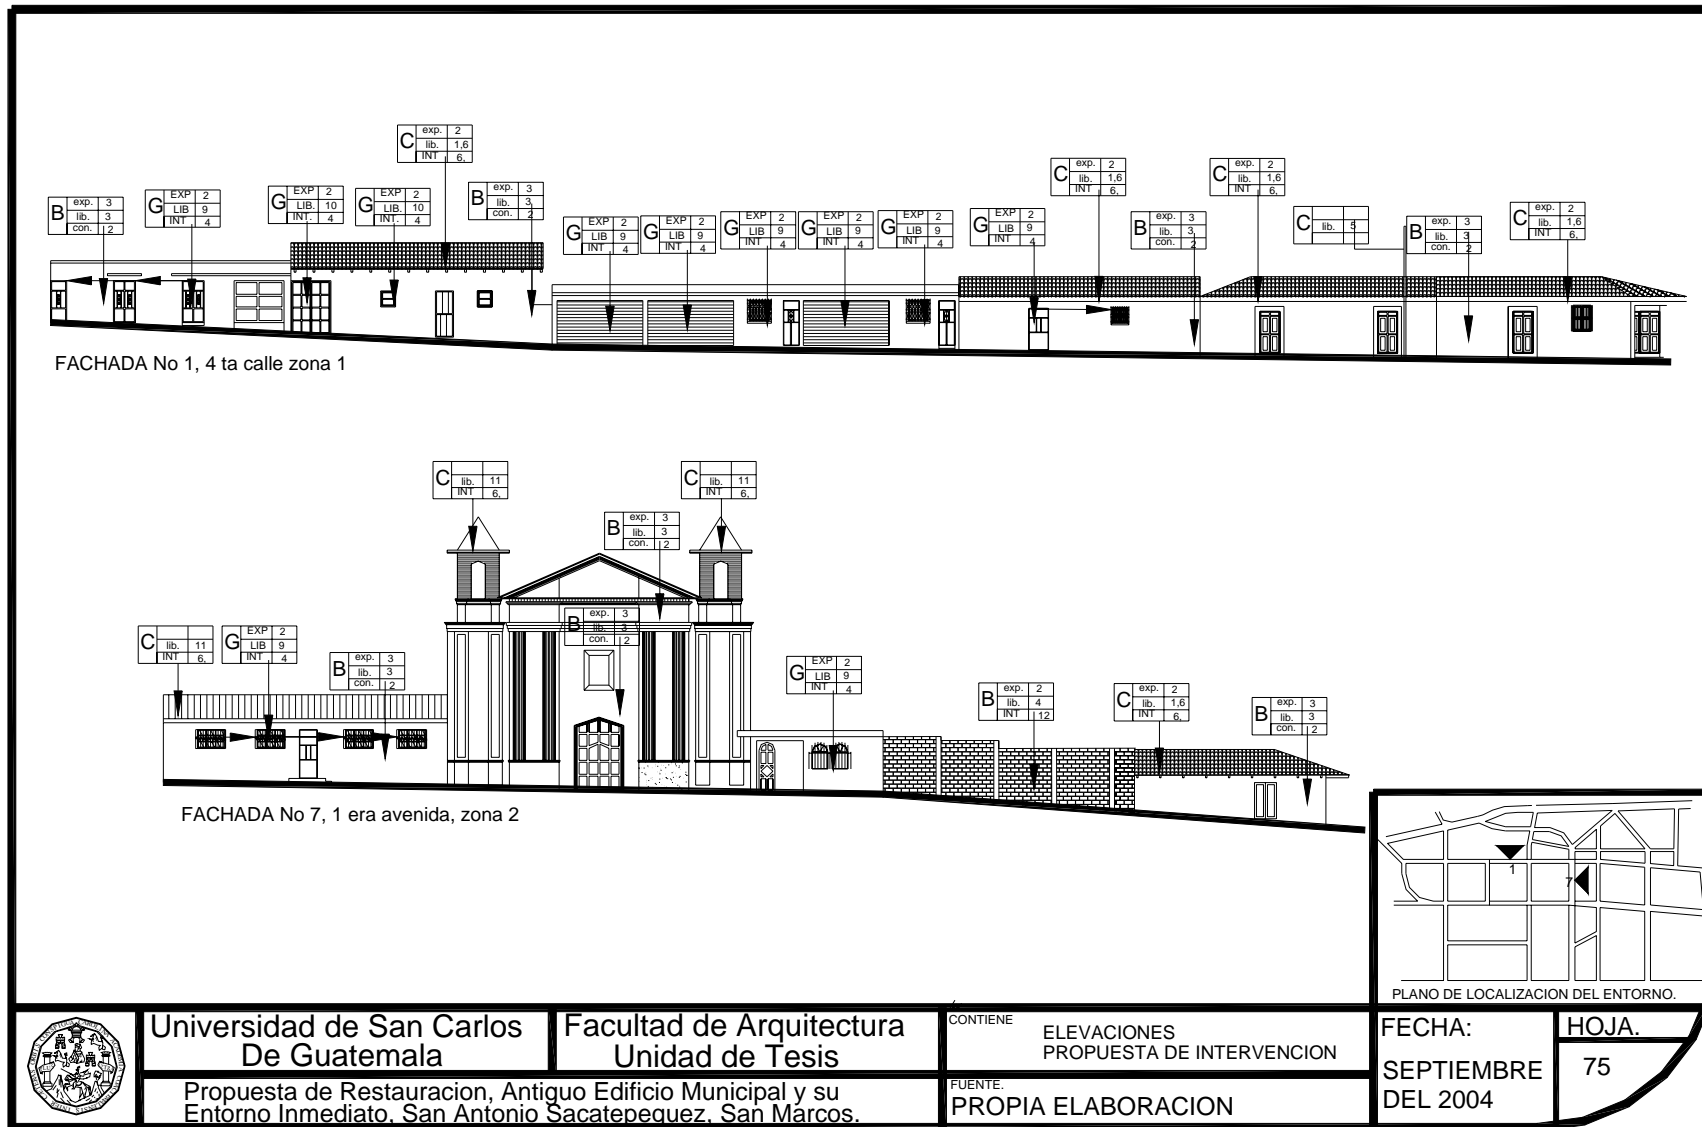 C exp. 2
lib. 1,6
INT 6,
B exp. 3
lib. 3
con. 2
G EXP 2
LIB 9
INT 4
G EXP 2
LIB. 10
INT. 4
G EXP 2
LIB. 10
INT. 4
B exp. 3
lib. 3
con. 2
G EXP 2
LIB 9
INT 4
G EXP 2
LIB 9
INT 4
G EXP 2
LIB 9
INT 4
G EXP 2
LIB 9
INT 4
G EXP 2
LIB 9
INT 4
G EXP 2
LIB 9
INT 4
C exp. 2
lib. 1,6
INT 6,
B exp. 3
lib. 3
con. 2
C exp. 2
lib. 1,6
INT 6,
C
lib. 5
B exp. 3
lib. 3
con. 2
C exp. 2
lib. 1,6
INT 6,
FACHADA No 1, 4 ta calle zona 1
C
lib. 11
INT 6,
C
lib. 11
INT 6,
B exp. 3
lib. 3
con. 2
B exp. 3
lib. 3
con. 2
C
lib. 11
INT 6,
G EXP 2
LIB 9
INT 4
B exp. 3
lib. 3
con. 2
G EXP 2
LIB 9
INT 4
B exp. 2
lib. 4
INT 12
C exp. 2
lib. 1,6
INT 6,
B exp. 3
lib. 3
con. 2
FACHADA No 7, 1 era avenida, zona 2
1
7
PLANO DE LOCALIZACION DEL ENTORNO.
Universidad de San Carlos
De Guatemala
Facultad de Arquitectura
Unidad de Tesis
Propuesta de Restauracion, Antiguo Edificio Municipal y su
Entorno Inmediato, San Antonio Sacatepequez, San Marcos.
CONTIENE
ELEVACIONES
PROPUESTA DE INTERVENCION
FUENTE.
PROPIA ELABORACION
FECHA:
SEPTIEMBRE
DEL 2004
HOJA.
75